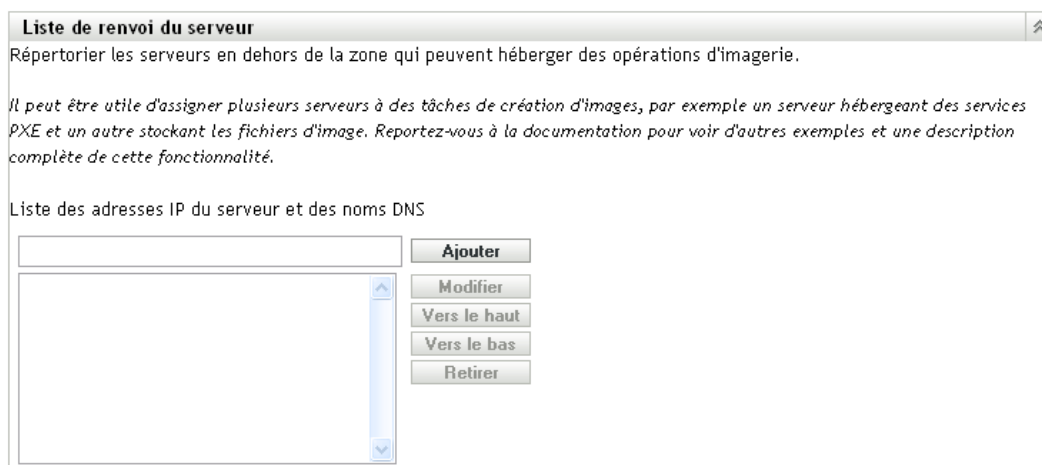 Liste de renvoi du serveur
Répertorier les serveurs en dehors de la zone qui peuvent héberger des opérations d'imagerie.
Il peut être utile d'assigner plusieurs serveurs à des tâches de création d'images, par exemple un serveur hébergeant des services
PXE et un autre stockant les fichiers d'image. Reportez-vous à la documentation pour voir d'autres exemples et une description
complète de cette fonctionnalité.
Liste des adresses IP du serveur et des noms DNS
Ajouter
Modifier
Vers le haut
Vers le bas
Retirer